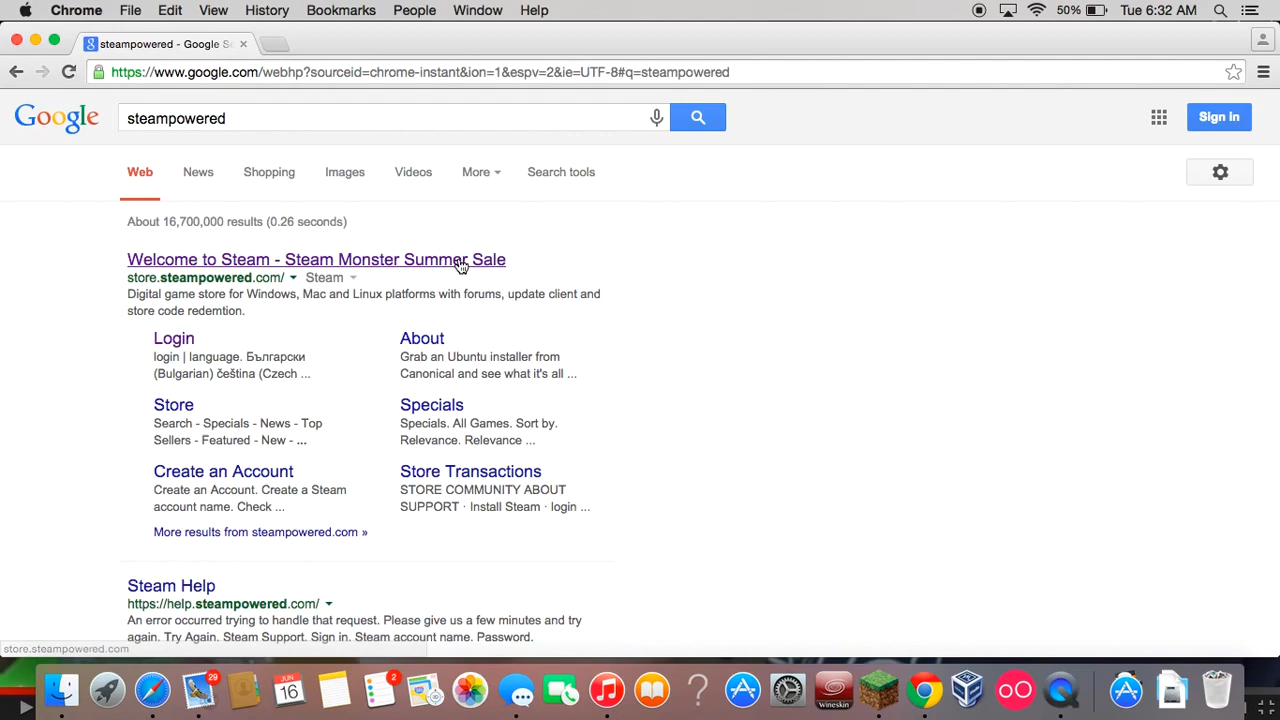 Chrome File Edit View History Bookmarks People Window Help 50% Tue 6:32 AM
steampowered - Google Se
https://www.google.com/webhp?sourceid=chrome-instant&ion=1&espv=2&ie=UTF-8#q=steampowered
Google steampowered Sign in
Web News Shopping Images Videos More Search tools
About 16,700,000 results (0.26 seconds)
Welcome to Steam - Steam Monster Summer Sale
store.steampowered.com/ Steam
Digital game store for Windows, Mac and Linux platforms with forums, update client and
store code redemtion.
Login About
login | language. Български Grab an Ubuntu installer from
(Bulgarian) čeština (Czech ... Canonical and see what it's all ...
Store Specials
Search - Specials - News - Top Specials. All Games. Sort by.
Sellers - Featured - New - ... Relevance. Relevance ...
Create an Account Store Transactions
Create an Account. Create a Steam STORE COMMUNITY ABOUT
account name. Check ... SUPPORT · Install Steam · login ...
More results from steampowered.com »
Steam Help
https://help.steampowered.com/
An error occurred trying to handle that request. Please give us a few minutes and try
again. Try Again. Steam Support. Sign in. Steam account name. Password.
store.steampowered.com
29 JUN 16 2 wineskin